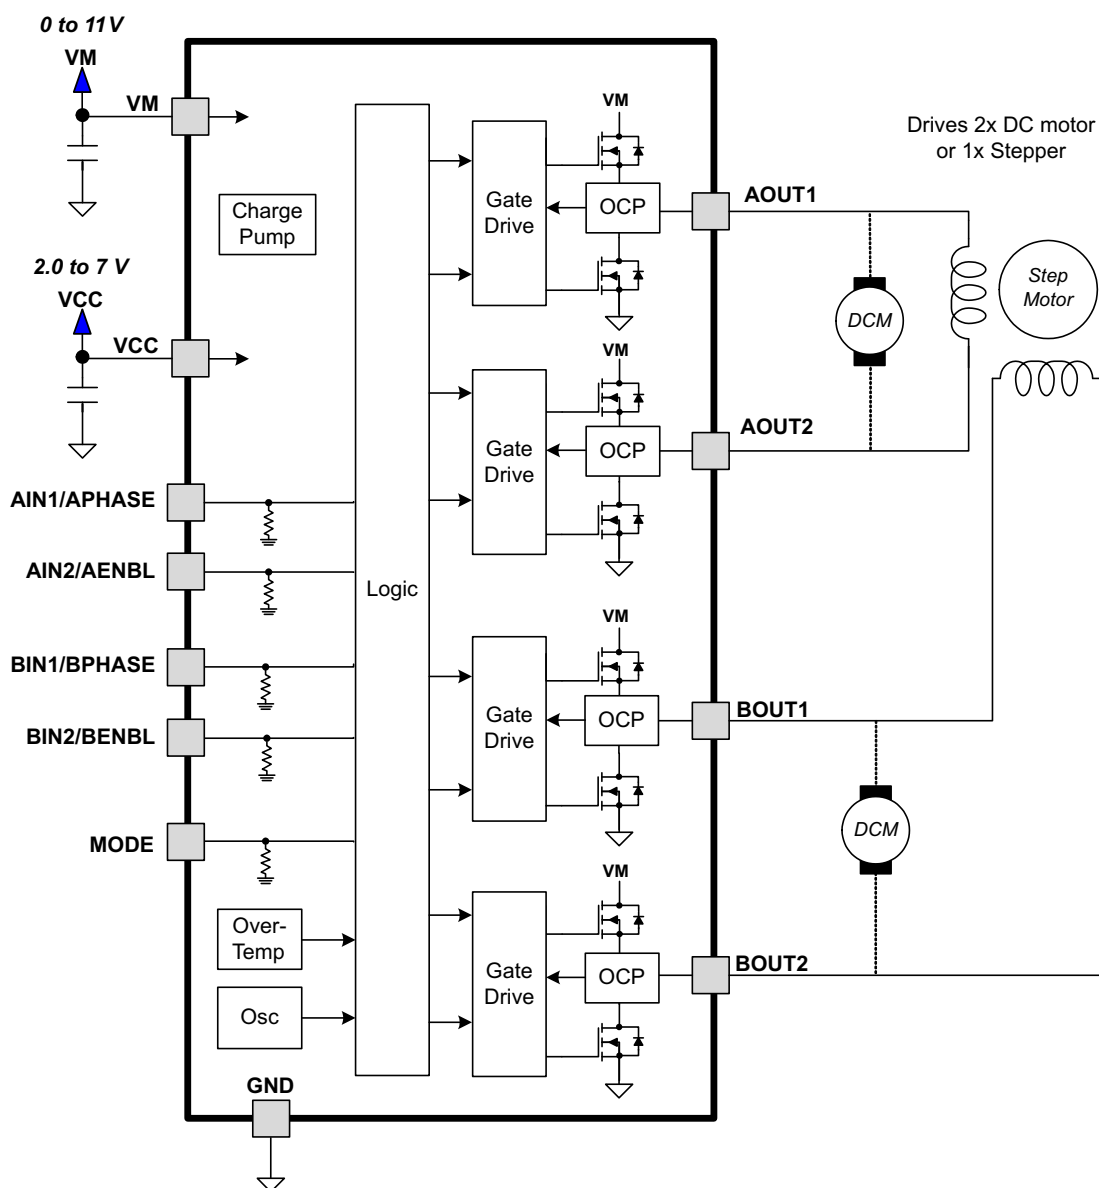 0 to 11V
VM
VM
Charge
Pump
2.0 to 7 V
VCC
VCC
AIN1/APHASE
AIN2/AENBL
BIN1/BPHASE
BIN2/BENBL
MODE
Over-
Temp
Osc
GND
Logic
Gate
Drive
VM
OCP
Gate
Drive
VM
OCP
Gate
Drive
VM
OCP
Gate
Drive
VM
OCP
Drives 2x DC motor
or 1x Stepper
AOUT1
DCM
Step
Motor
AOUT2
BOUT1
DCM
BOUT2